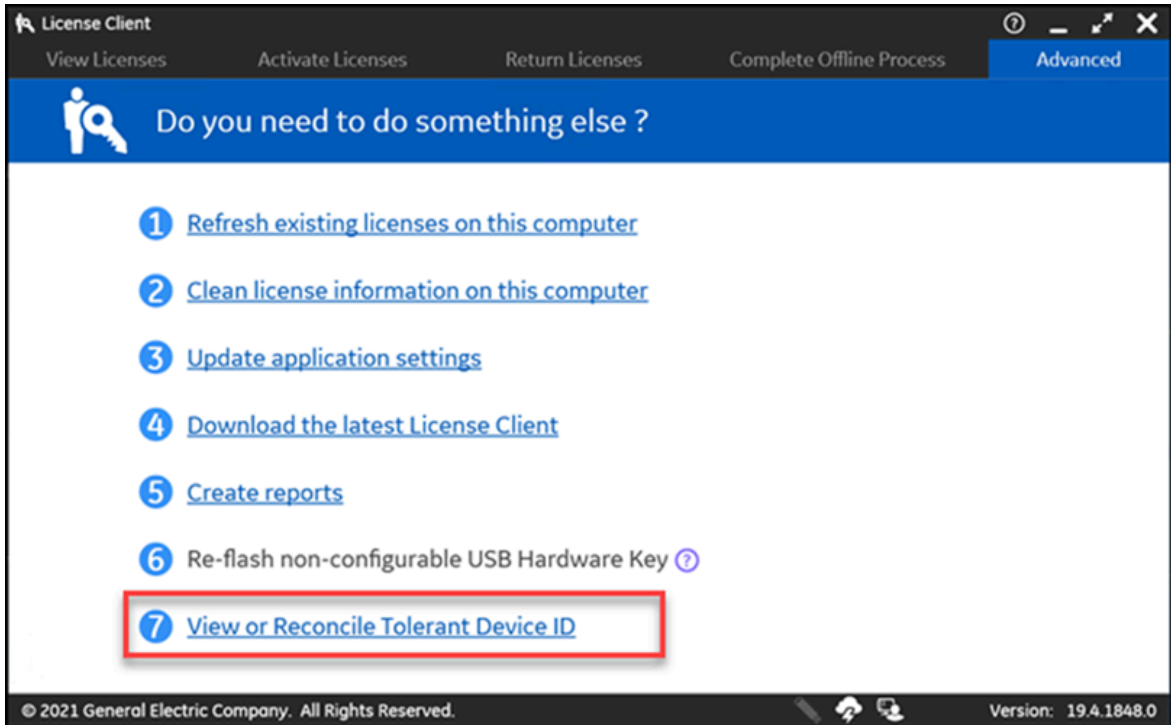 License Client
View Licenses Activate Licenses Return Licenses Complete Offline Process Advanced
Do you need to do something else ?
1 Refresh existing licenses on this computer
2 Clean license information on this computer
3 Update application settings
4 Download the latest License Client
5 Create reports
6 Re-flash non-configurable USB Hardware Key ?
7 View or Reconcile Tolerant Device ID
© 2021 General Electric Company. All Rights Reserved. Version: 19.4.1848.0